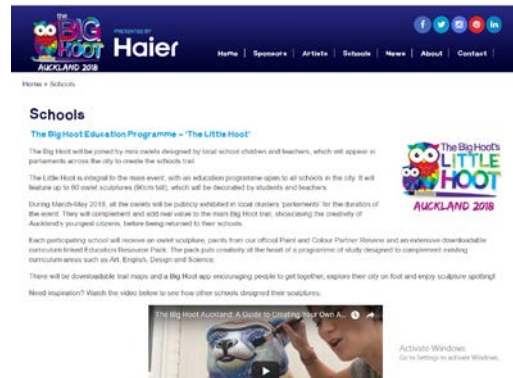 the
BIG
HOOT
AUCKLAND 2018
PRESENTED BY
Haier
Home | Sponsors | Artists | Schools | News | About | Contact
Home » Schools
Schools
The Big Hoot Education Programme – 'The Little Hoot'
The Big Hoot will be joined by mini owlets designed by local school children and teachers, which will appear in
parliaments across the city to create the schools trail
The Little Hoot is integral to the main event, with an education programme open to all schools in the city. It will
feature up to 60 owlet sculptures (90cm tall), which will be decorated by students and teachers.
The Big Hoot's
LITTLE
HOOT
AUCKLAND 2018
During March-May 2018, all the owlets will be publicly exhibited in local clusters 'parliaments' for the duration of
the event. They will complement and add real value to the main Big Hoot trail, showcasing the creativity of
Auckland's youngest citizens, before being returned to their schools.
Each participating school will receive an owlet sculpture, paints from our official Paint and Colour Partner Resene and an extensive downloadable
curriculum-linked Education Resource Pack. The pack puts creativity at the heart of a programme of study designed to complement existing
curriculum areas such as Art, English, Design and Science.
There will be downloadable trail maps and a Big Hoot app encouraging people to get together, explore their city on foot and enjoy sculpture spotting!
Need inspiration? Watch the video below to see how other schools designed their sculptures.
The Big Hoot Auckland: A Guide to Creating Your Own A...
Activate Windows
Go to Settings to activate Windows.